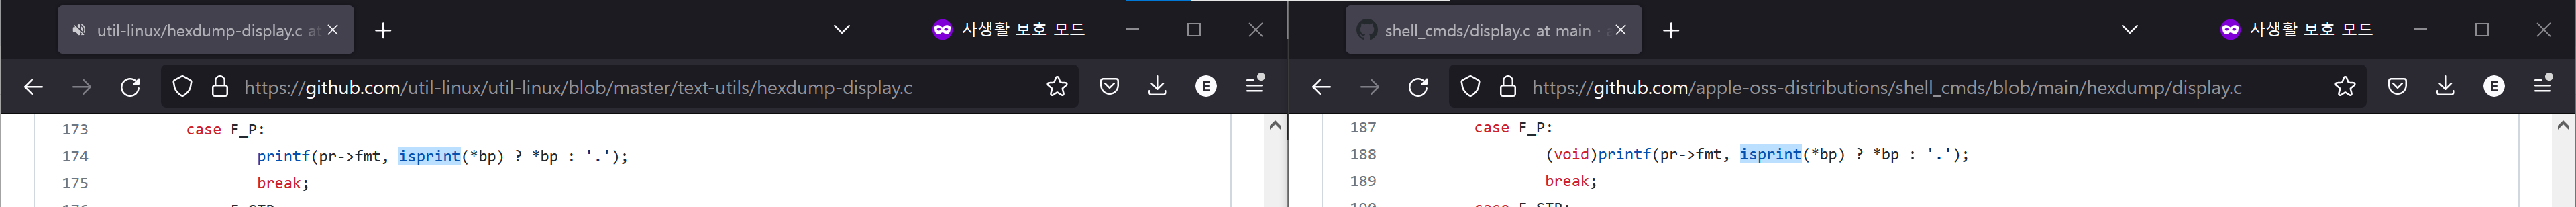 util-linux/hexdump-display.c at
사생활 보호 모드
https://github.com/util-linux/util-linux/blob/master/text-utils/hexdump-display.c
E
173 case F_P:
174 printf(pr->fmt, isprint(*bp) ? *bp : '.');
175 break;
shell_cmds/display.c at main ·
사생활 보호 모드
https://github.com/apple-oss-distributions/shell_cmds/blob/main/hexdump/display.c
E
187 case F_P:
188 (void)printf(pr->fmt, isprint(*bp) ? *bp : '.');
189 break;
190 case F_STR: